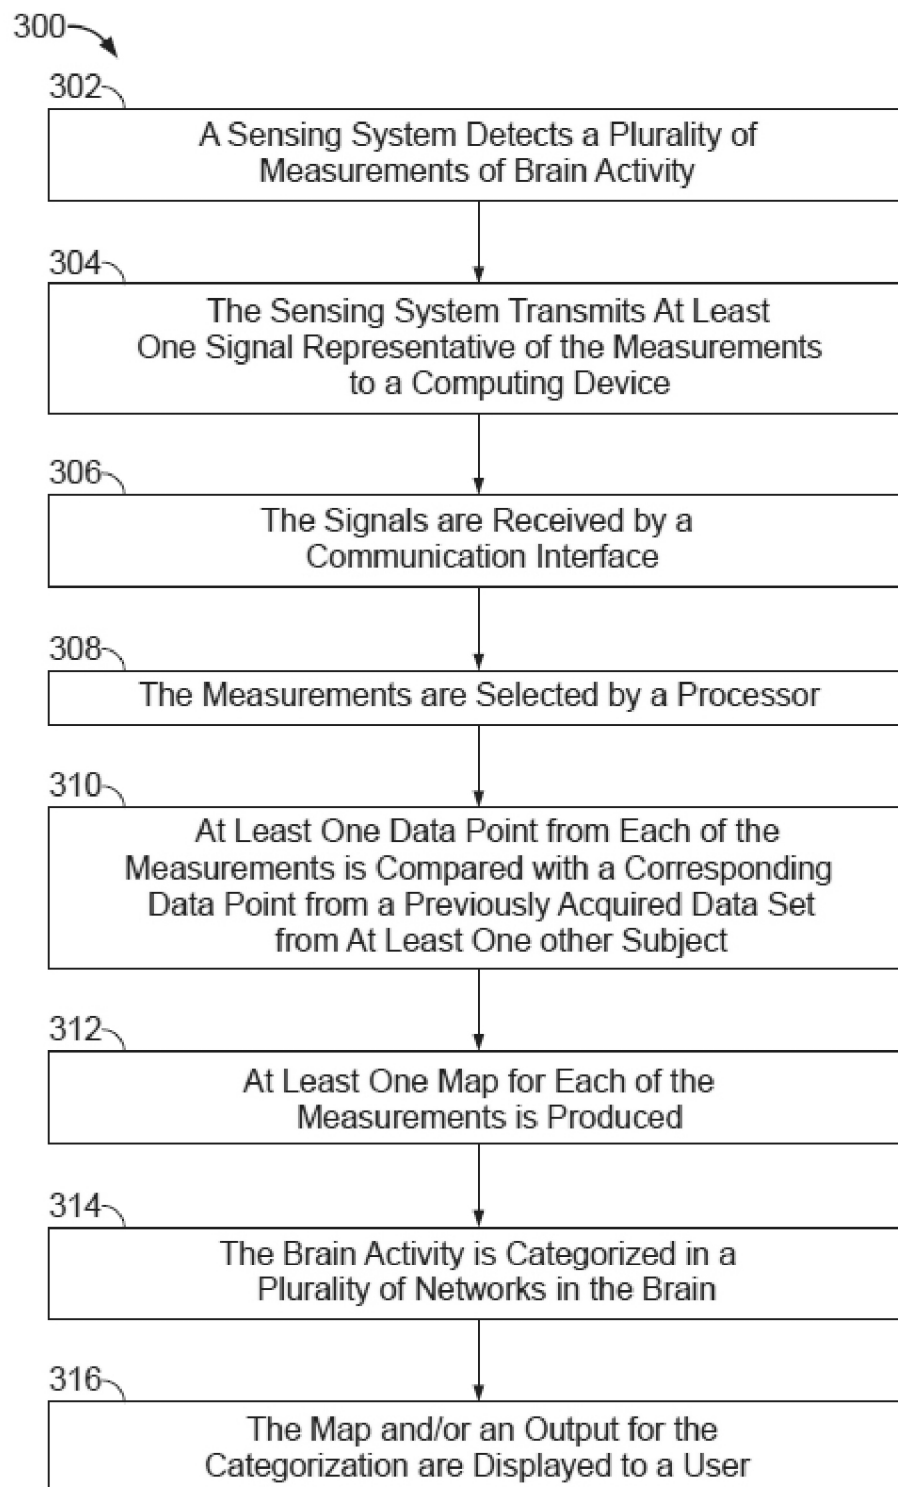 300
302
A Sensing System Detects a Plurality of
Measurements of Brain Activity
304
The Sensing System Transmits At Least
One Signal Representative of the Measurements
to a Computing Device
306
The Signals are Received by a
Communication Interface
308
The Measurements are Selected by a Processor
310
At Least One Data Point from Each of the
Measurements is Compared with a Corresponding
Data Point from a Previously Acquired Data Set
from At Least One other Subject
312
At Least One Map for Each of the
Measurements is Produced
314
The Brain Activity is Categorized in a
Plurality of Networks in the Brain
316
The Map and/or an Output for the
Categorization are Displayed to a User